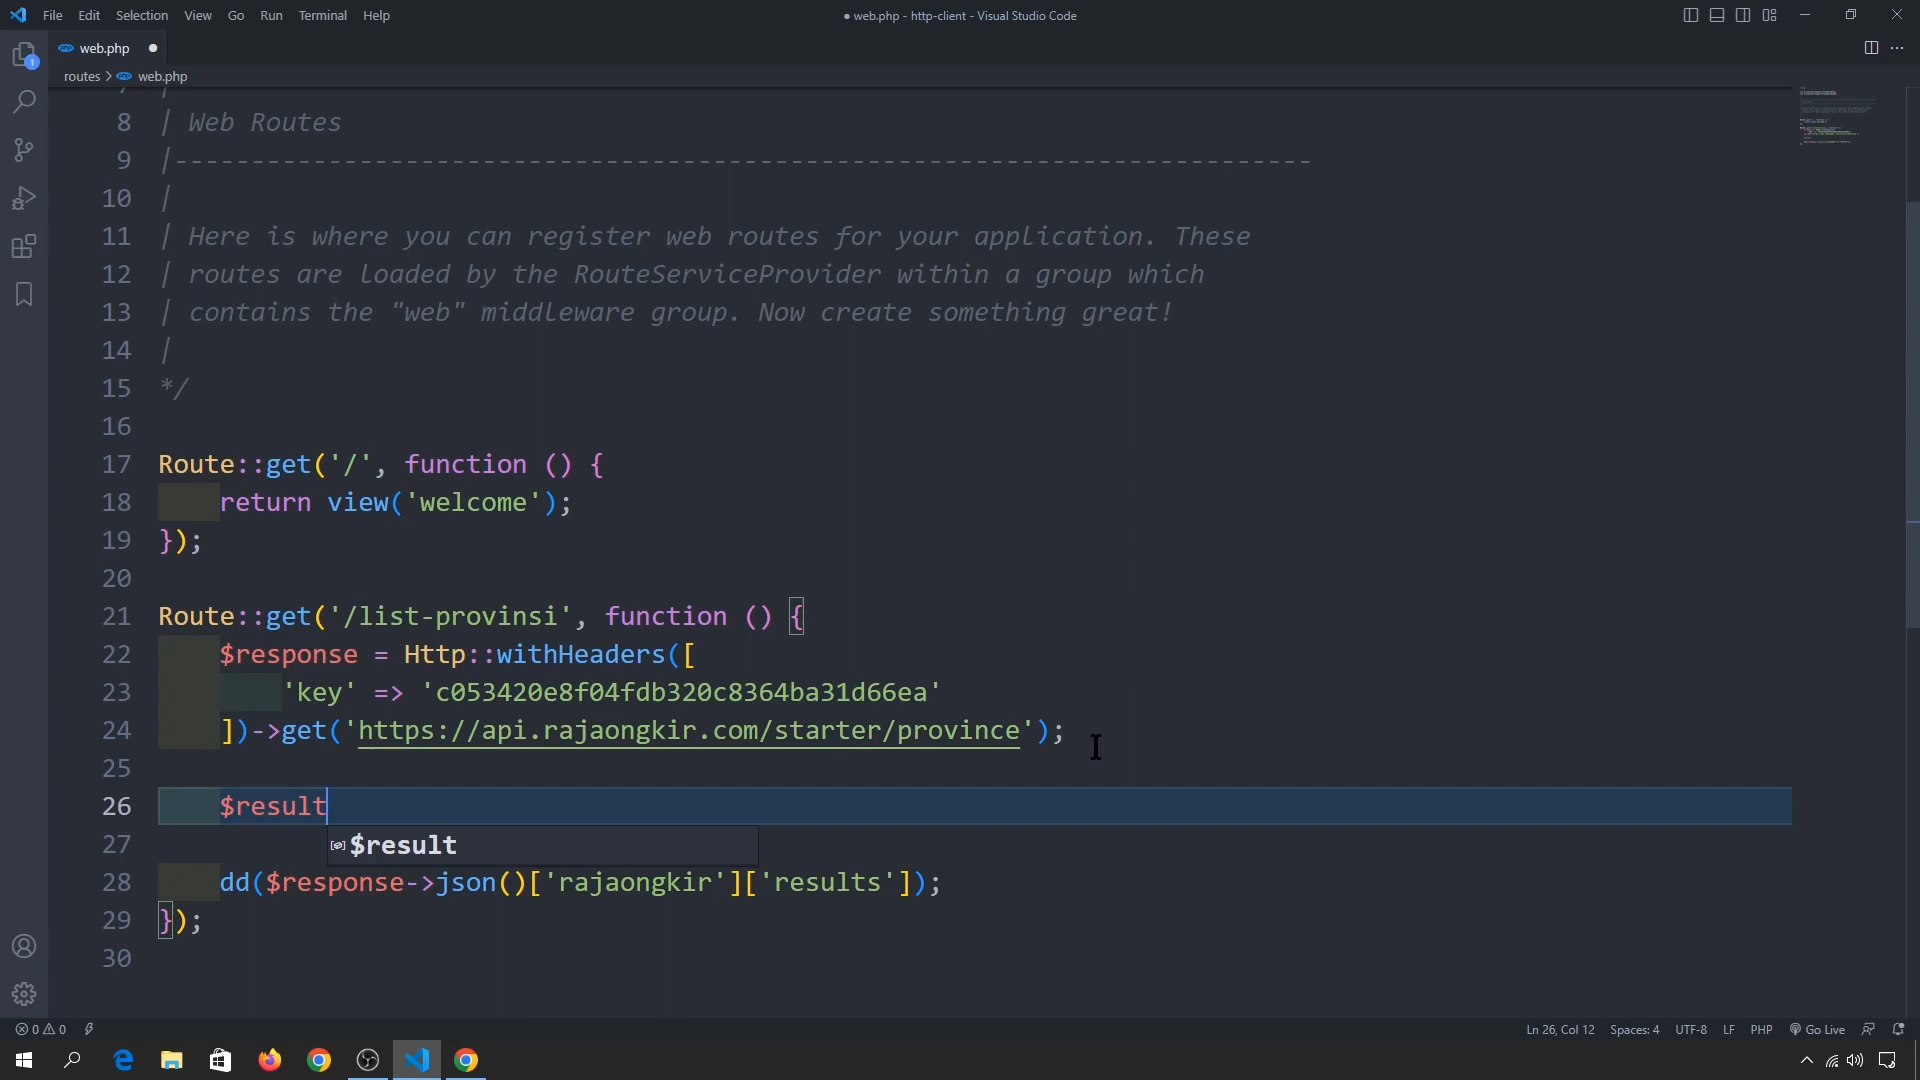 File Edit Selection View Go Run Terminal Help
● web.php - http-client - Visual Studio Code
1
php web.php ●
routes > php web.php
7 |
8 | Web Routes
9 |--------------------------------------------------------------------------
10 |
11 | Here is where you can register web routes for your application. These
12 | routes are loaded by the RouteServiceProvider within a group which
13 | contains the "web" middleware group. Now create something great!
14 |
15 */
16
17 Route::get('/', function () {
18 return view('welcome');
19 });
20
21 Route::get('/list-provinsi', function () {
22 $response = Http::withHeaders([
23 'key' => 'c053420e8f04fdb320c8364ba31d66ea'
24 ])->get('https://api.rajaongkir.com/starter/province');
25
26 $result
27 $result
28 dd($response->json()['rajaongkir']['results']);
29 });
30
0 0 Ln 26, Col 12 Spaces: 4 UTF-8 LF PHP Go Live